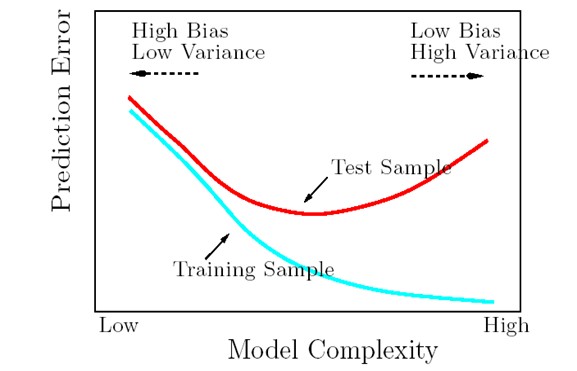 High Bias
Low Variance
Low Bias
High Variance
Prediction Error
Test Sample
Training Sample
Low
High
Model Complexity